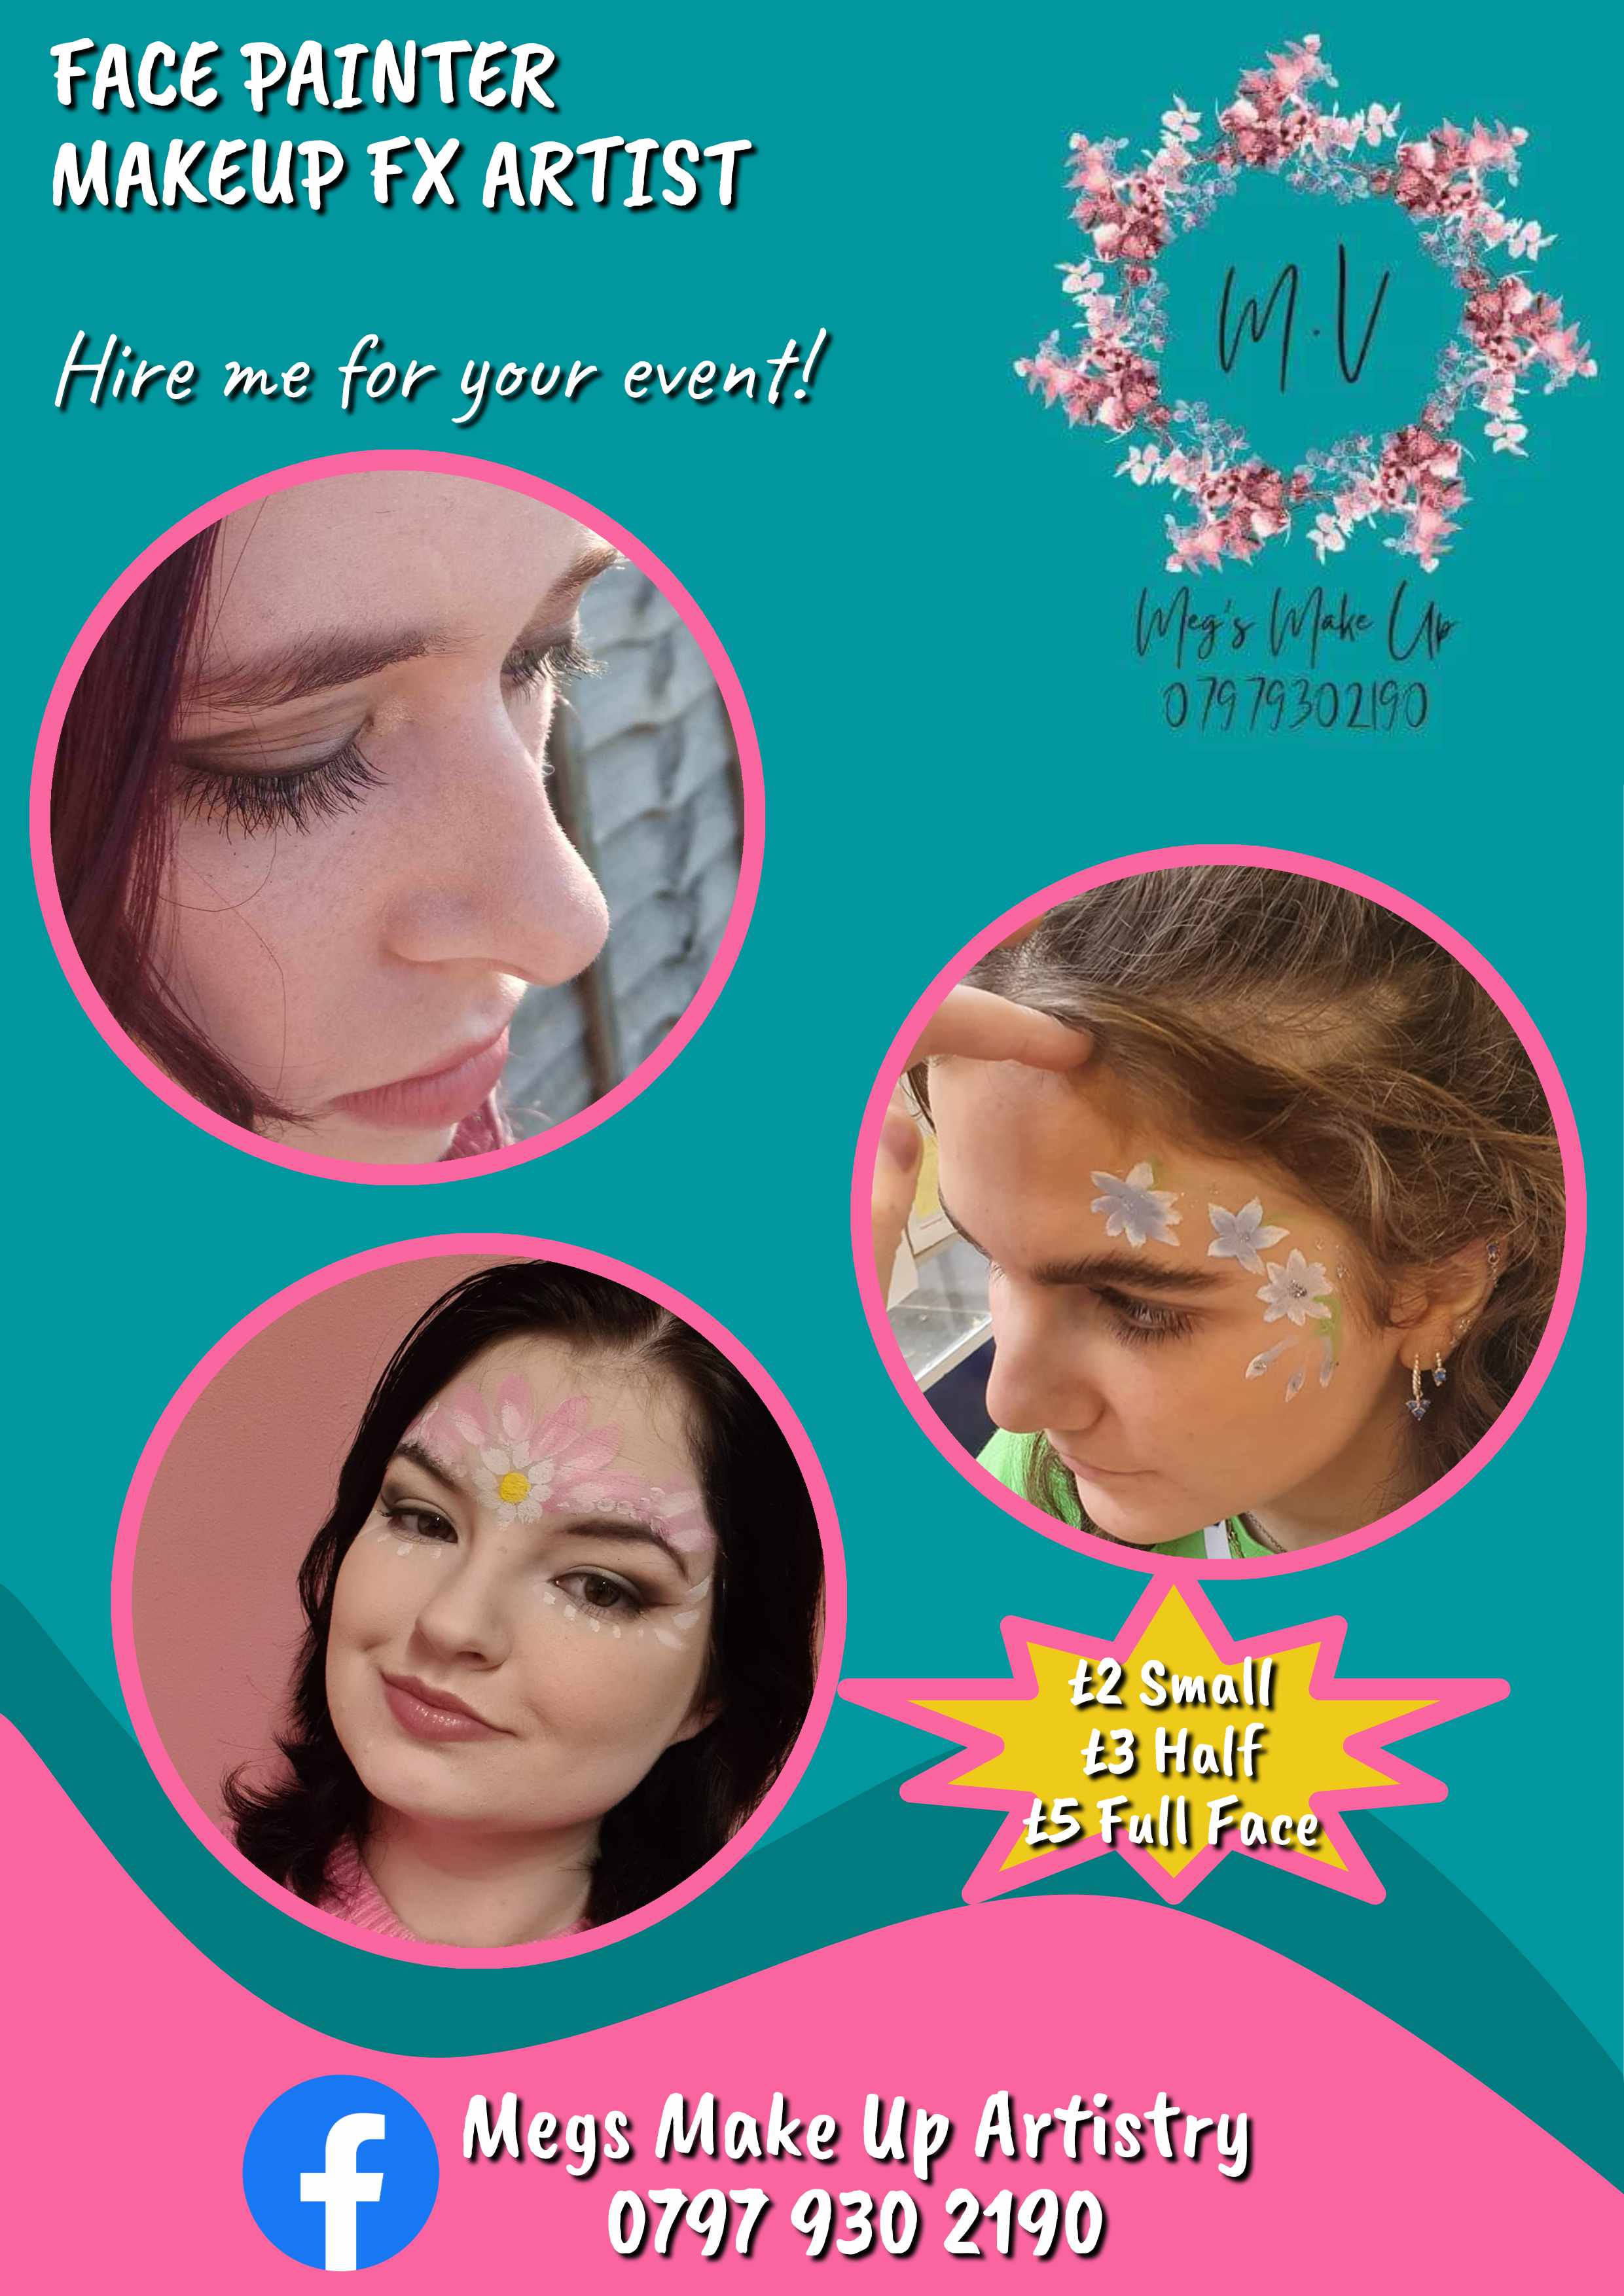 FACE PAINTER
MAKEUP FX ARTIST
Hire me for your event!
M.V
Meg's Make Up
07979302190
£2 Small
£3 Half
£5 Full Face
Megs Make Up Artistry
0797 930 2190